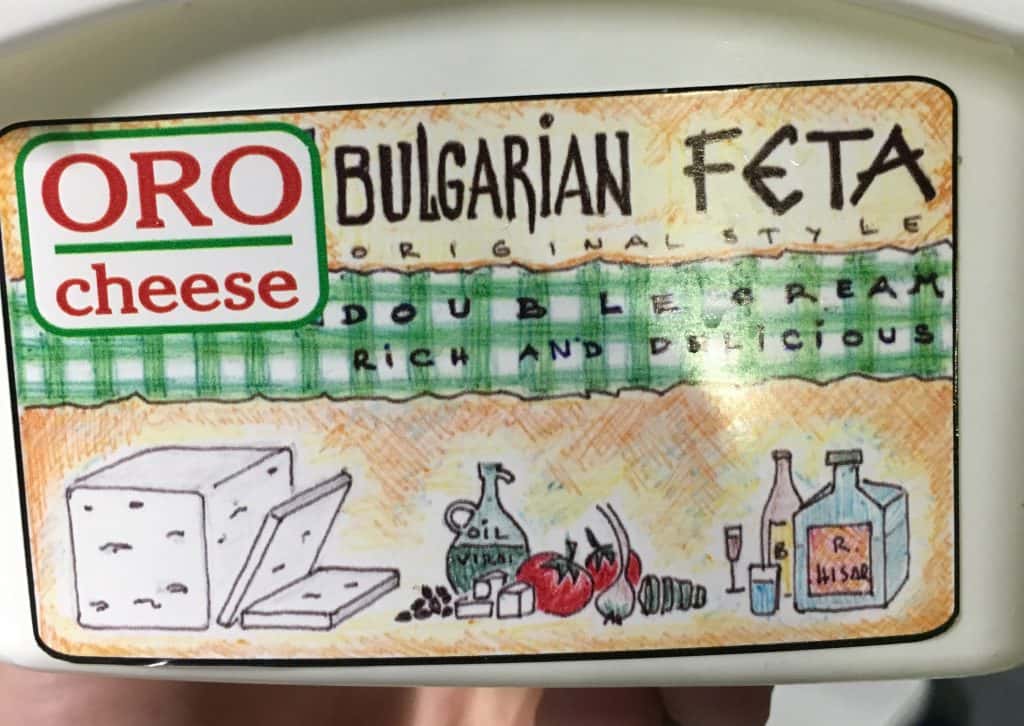 ORO
cheese
BULGARiAN FETA
ORIGINAL STYLE
DOUBLE CREAM
RiCH AND DELiCiOUS
OiL
B
R.
HISAR